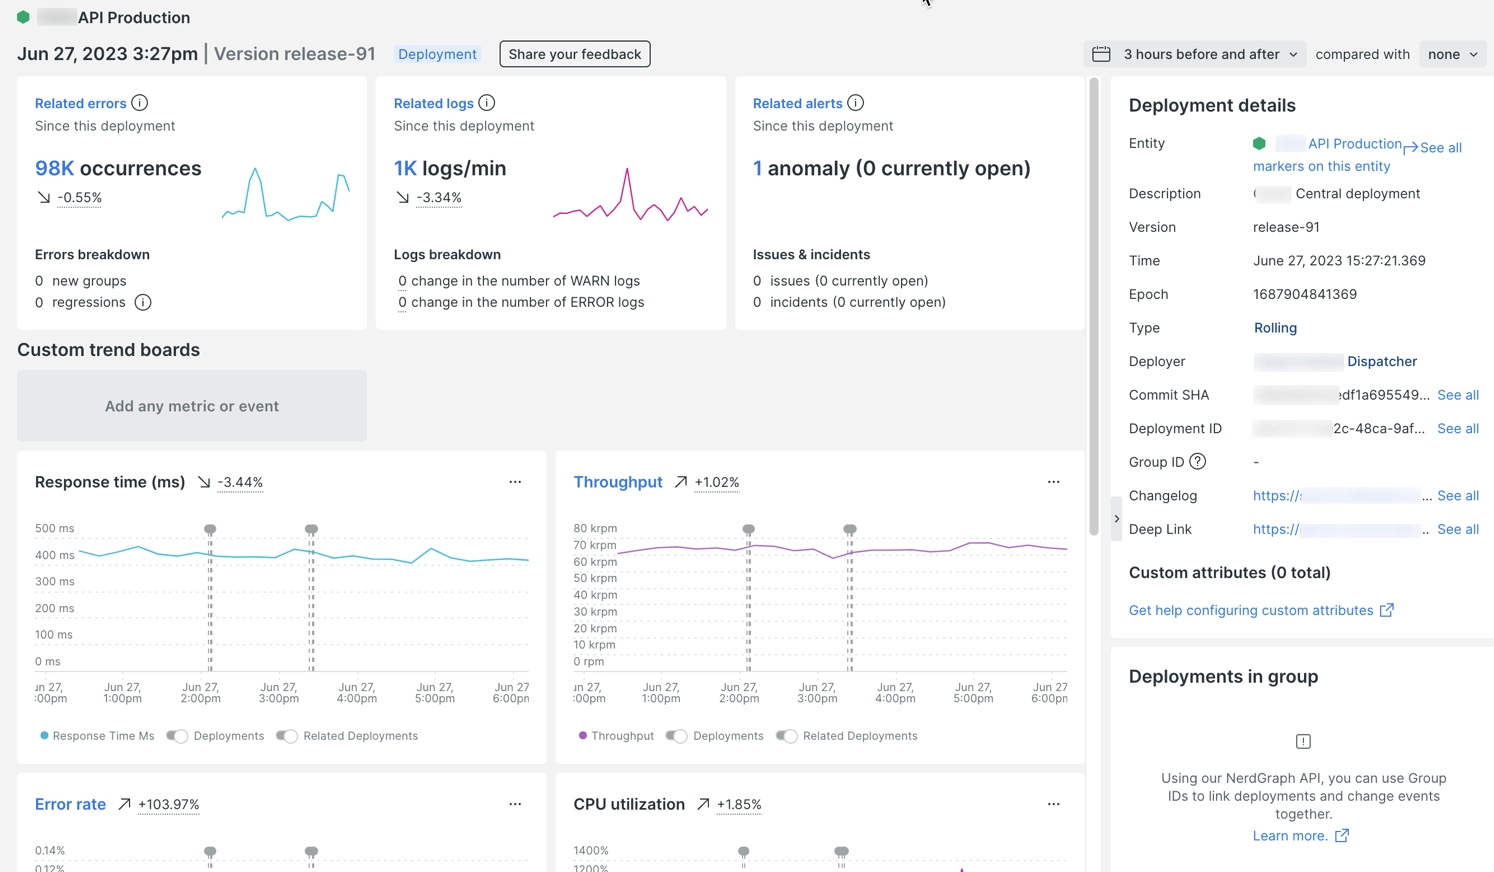 API Production
Jun 27, 2023 3:27pm | Version release-91 Deployment Share your feedback
3 hours before and after compared with none
Related errors
Since this deployment
98K occurrences
-0.55%
Errors breakdown
0 new groups
0 regressions
Related logs
Since this deployment
1K logs/min
-3.34%
Logs breakdown
0 change in the number of WARN logs
0 change in the number of ERROR logs
Related alerts
Since this deployment
1 anomaly (0 currently open)
Issues & incidents
0 issues (0 currently open)
0 incidents (0 currently open)
Custom trend boards
Add any metric or event
Response time (ms) -3.44% ...
500 ms
400 ms
300 ms
200 ms
100 ms
0 ms
un 27, Jun 27, Jun 27, Jun 27, Jun 27, Jun 27, Jun 27
:00pm 1:00pm 2:00pm 3:00pm 4:00pm 5:00pm 6:00pm
Response Time Ms Deployments Related Deployments
Throughput +1.02% ...
80 krpm
70 krpm
60 krpm
50 krpm
40 krpm
30 krpm
20 krpm
10 krpm
0 rpm
un 27, Jun 27, Jun 27, Jun 27, Jun 27, Jun 27, Jun 27
:00pm 1:00pm 2:00pm 3:00pm 4:00pm 5:00pm 6:00pm
Throughput Deployments Related Deployments
Error rate +103.97% ...
0.14%
0.12%
CPU utilization +1.85% ...
1400%
1200%
Deployment details
Entity API Production See all
markers on this entity
Description Central deployment
Version release-91
Time June 27, 2023 15:27:21.369
Epoch 1687904841369
Type Rolling
Deployer Dispatcher
Commit SHA edf1a695549... See all
Deployment ID 2c-48ca-9af... See all
Group ID -
Changelog https:// ... See all
Deep Link https:// .. See all
Custom attributes (0 total)
Get help configuring custom attributes
Deployments in group
Using our NerdGraph API, you can use Group
IDs to link deployments and change events
together.
Learn more.